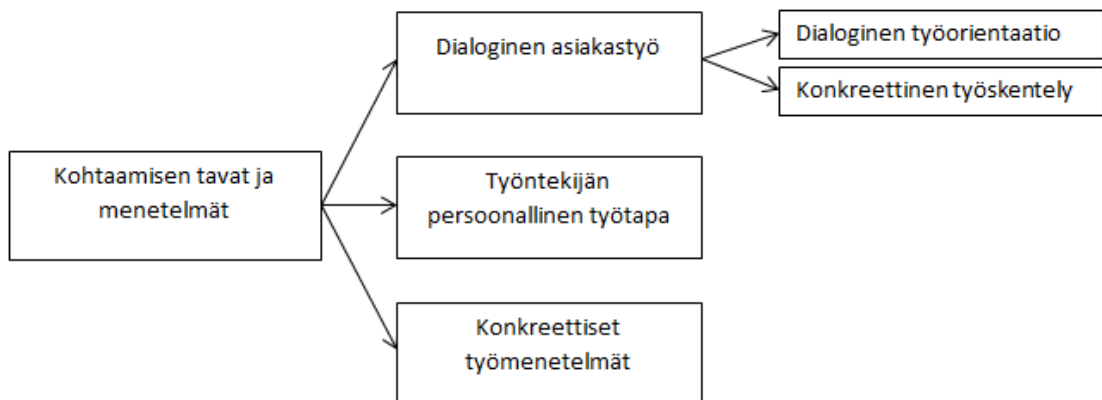 Dialoginen asiakastyö
Dialoginen työorientaatio
Konkreettinen työskentely
Kohtaamisen tavat ja
menetelmät
Työntekijän
persoonallinen työtapa
Konkreettiset
työmenetelmät